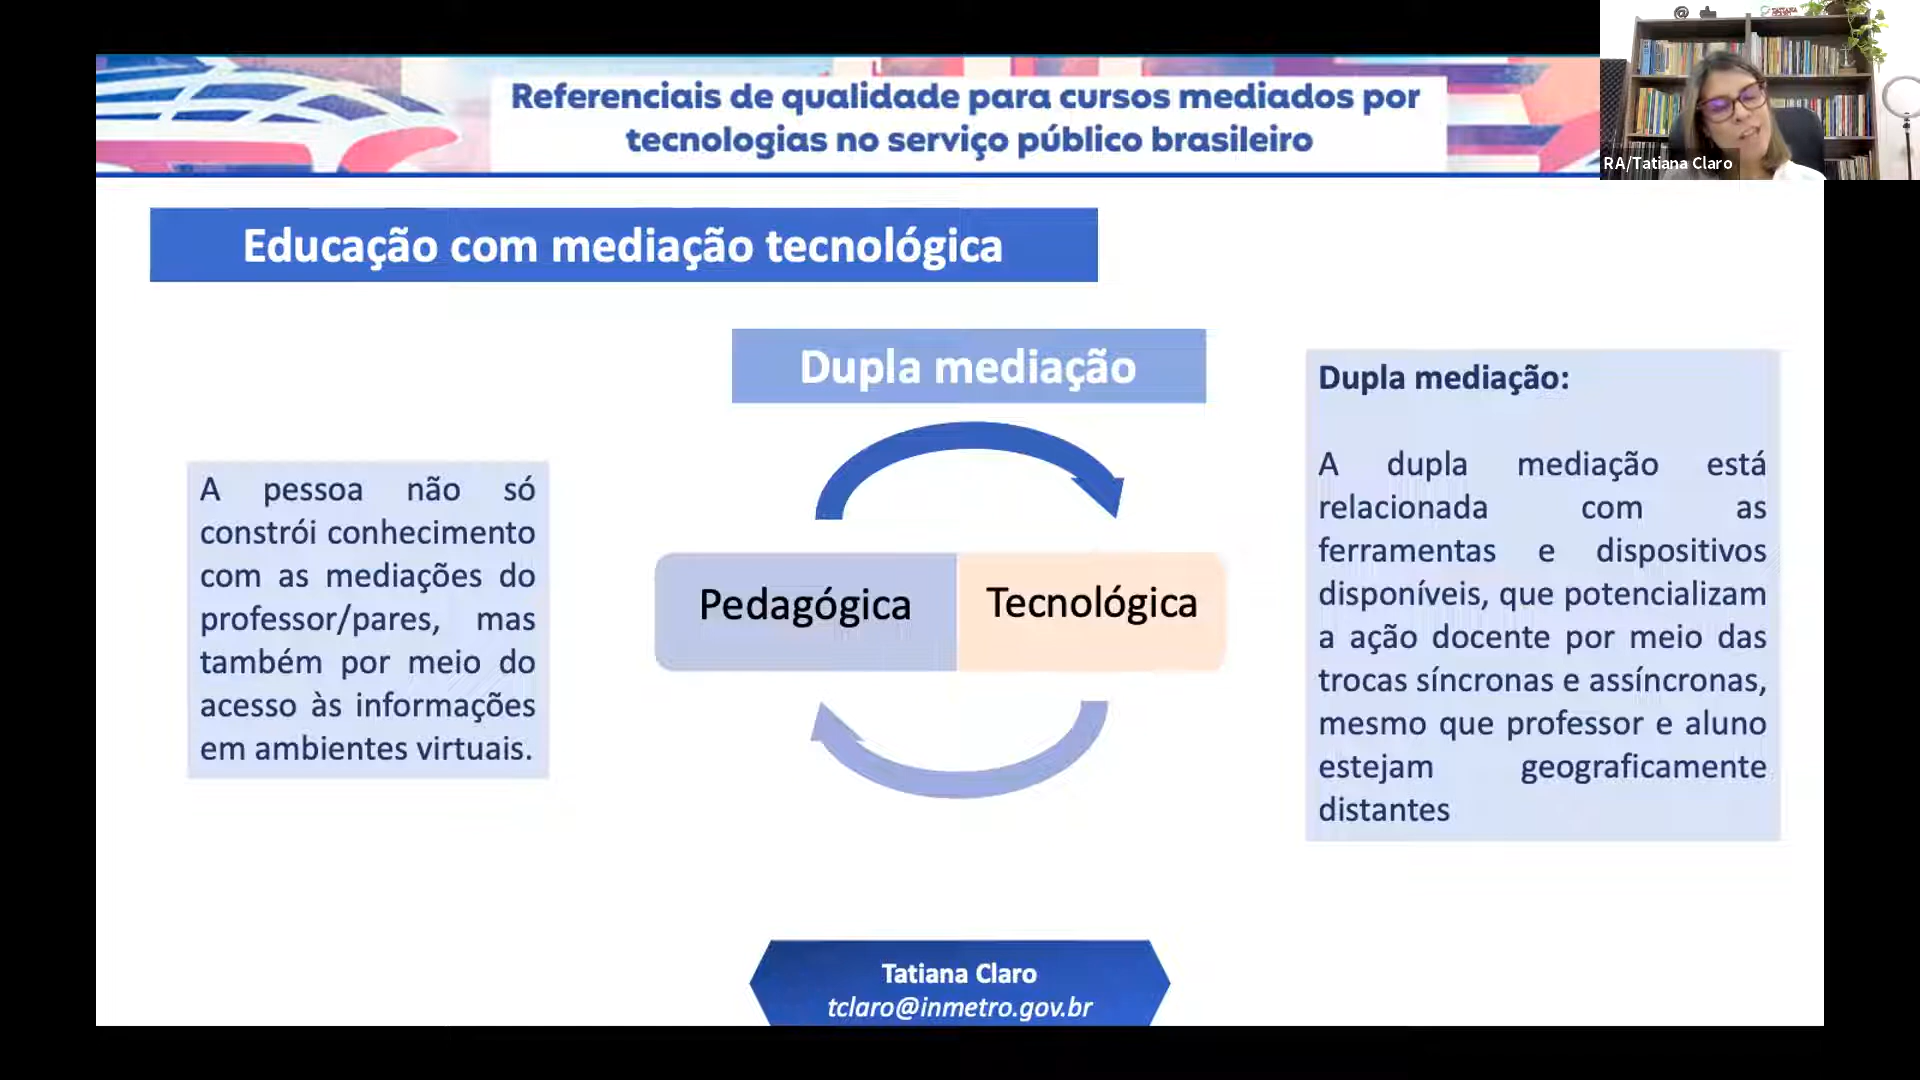 Referenciais de qualidade para cursos mediados por
tecnologias no serviço público brasileiro
RA/Tatiana Claro
Educação com mediação tecnológica
Dupla mediação
A pessoa não só
constrói conhecimento
com as mediações do
professor/pares, mas
também por meio do
acesso às informações
em ambientes virtuais.
Pedagógica
Tecnológica
Dupla mediação:
A dupla mediação está
relacionada com as
ferramentas e dispositivos
disponíveis, que potencializam
a ação docente por meio das
trocas síncronas e assíncronas,
mesmo que professor e aluno
estejam geograficamente
distantes
Tatiana Claro
tclaro@inmetro.gov.br